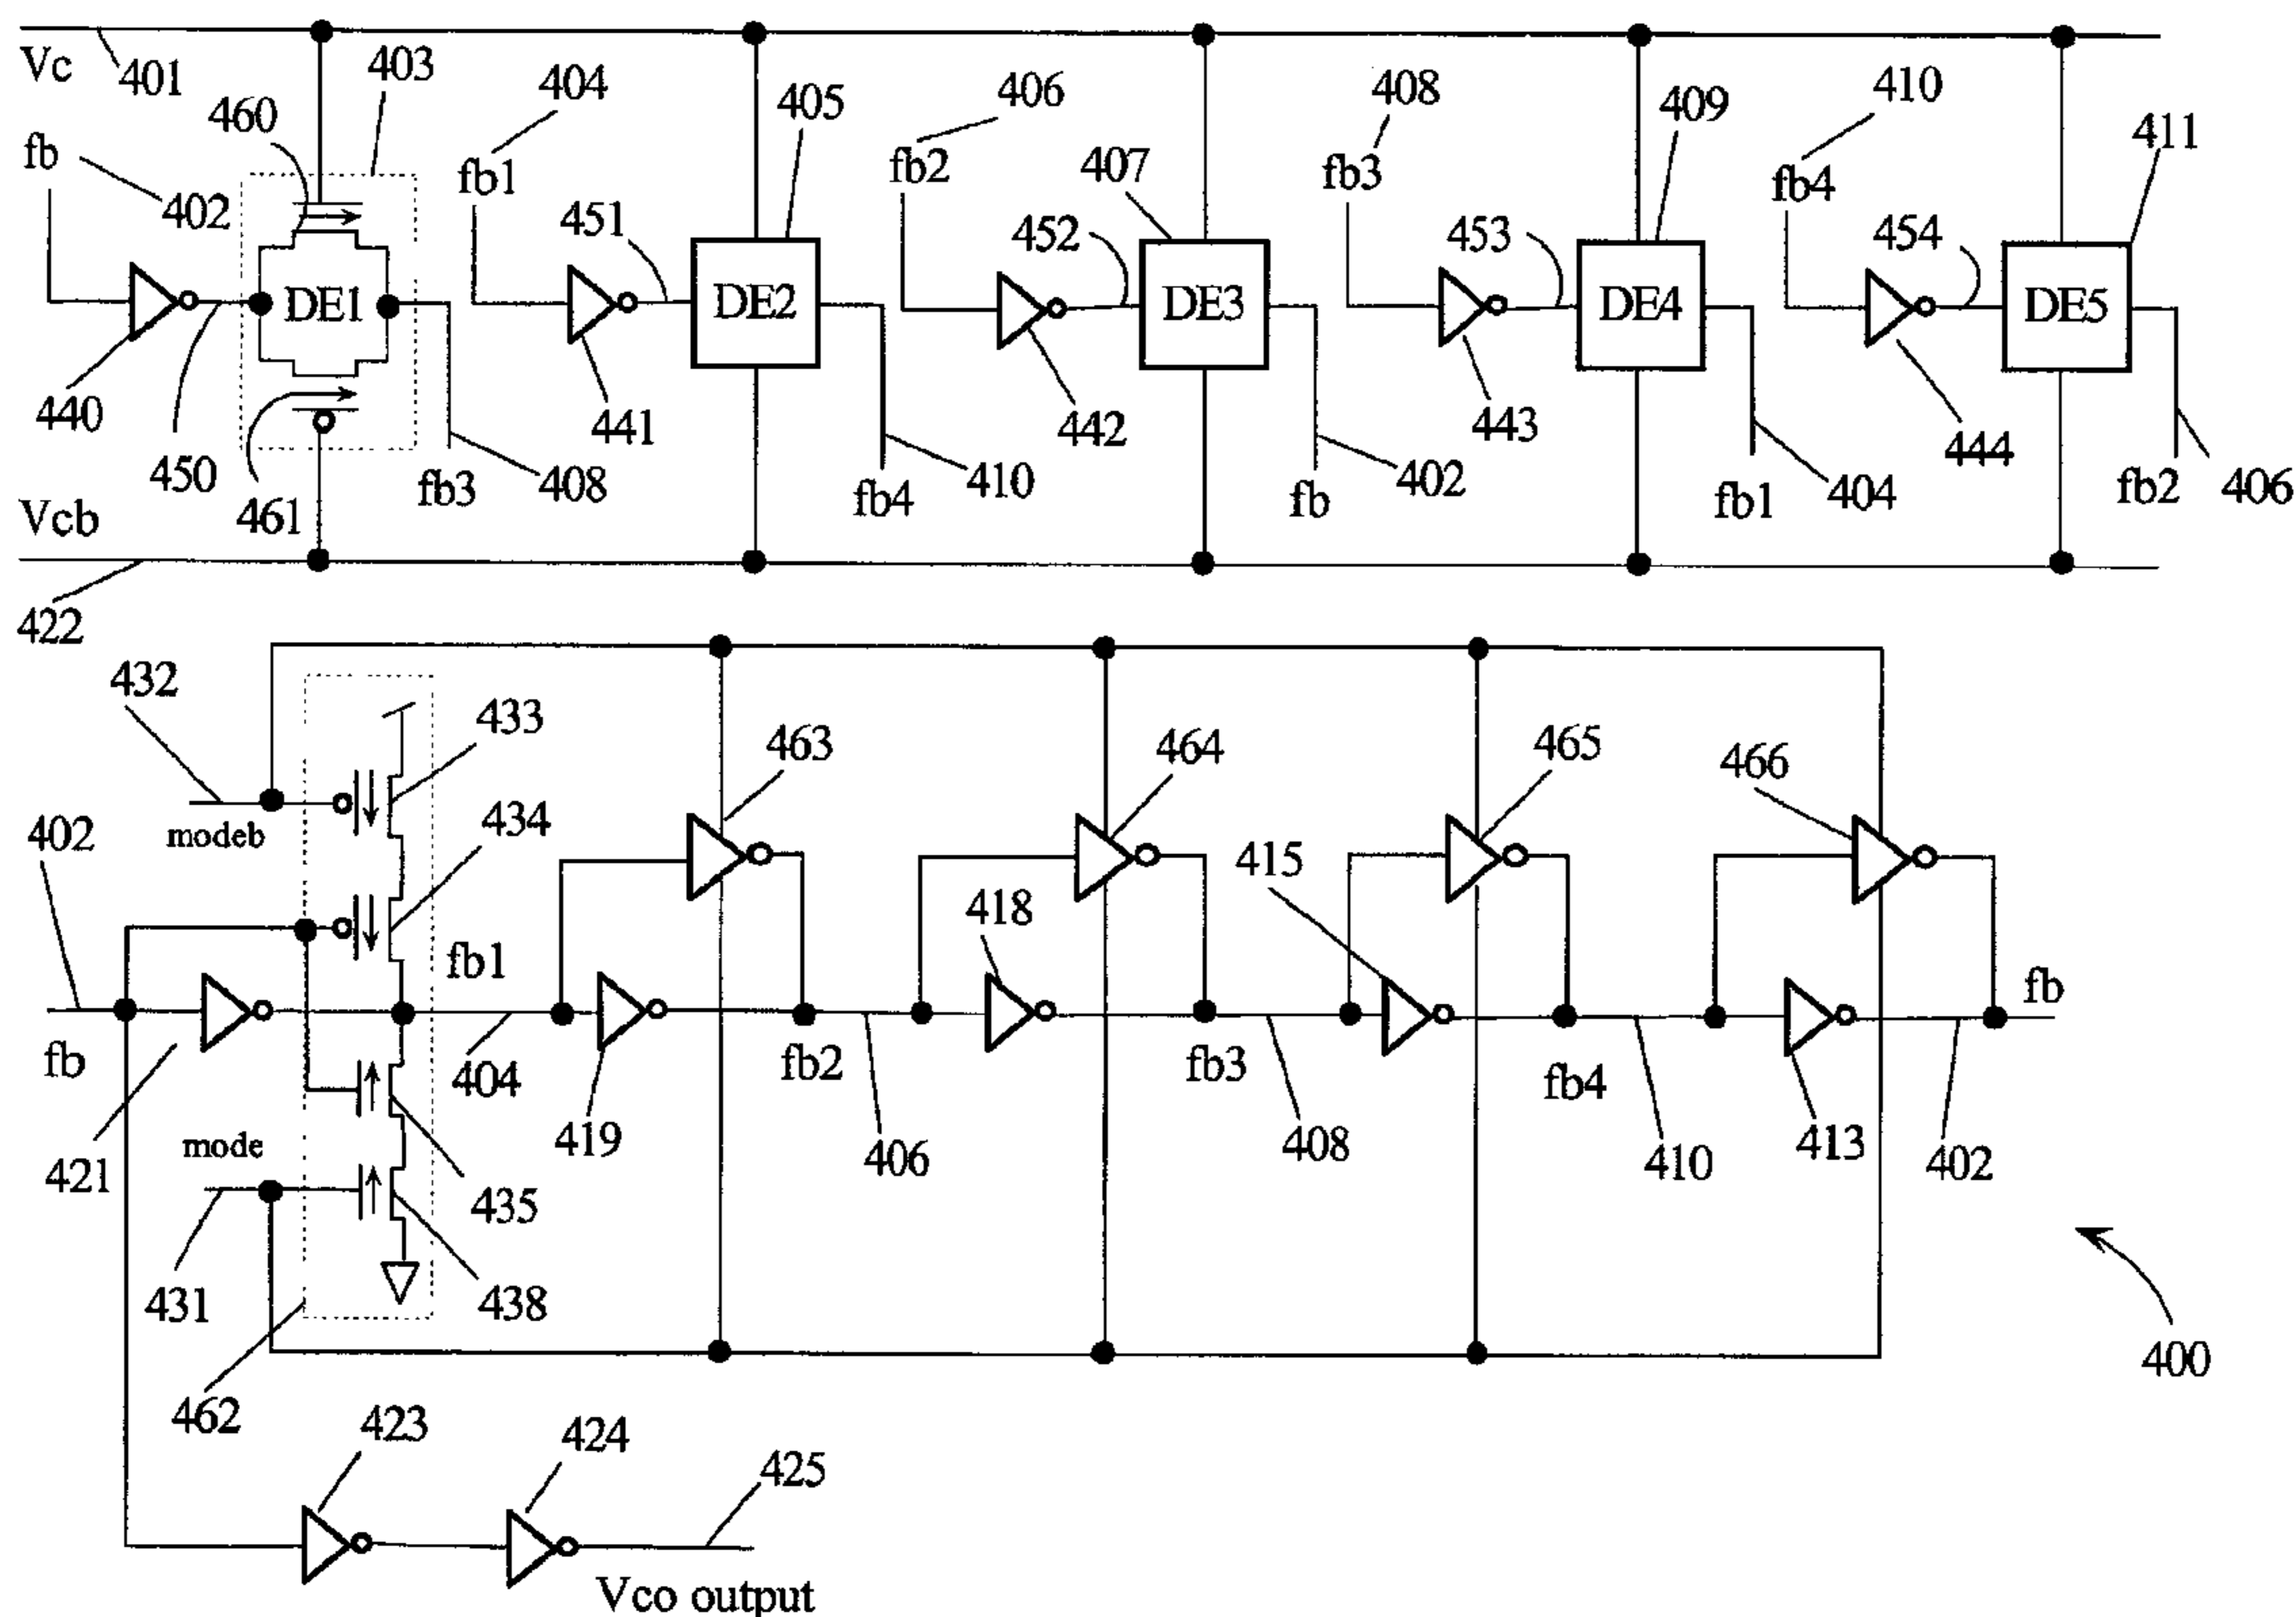 Vc
401
403
460
404
405
406
407
408
409
410
411
fb
402
fb1
fb2
fb3
fb4
451
452
453
454
DE1
DE2
DE3
DE4
DE5
440
450
461
fb3
408
441
fb4
410
442
fb
402
443
fb1
404
444
fb2
406
Vcb
422
432
433
463
464
465
466
modeb
402
434
418
415
fb1
fb
421
404
419
fb2
406
fb3
408
fb4
410
413
fb
402
mode
431
435
438
462
400
423
424
425
Vco output